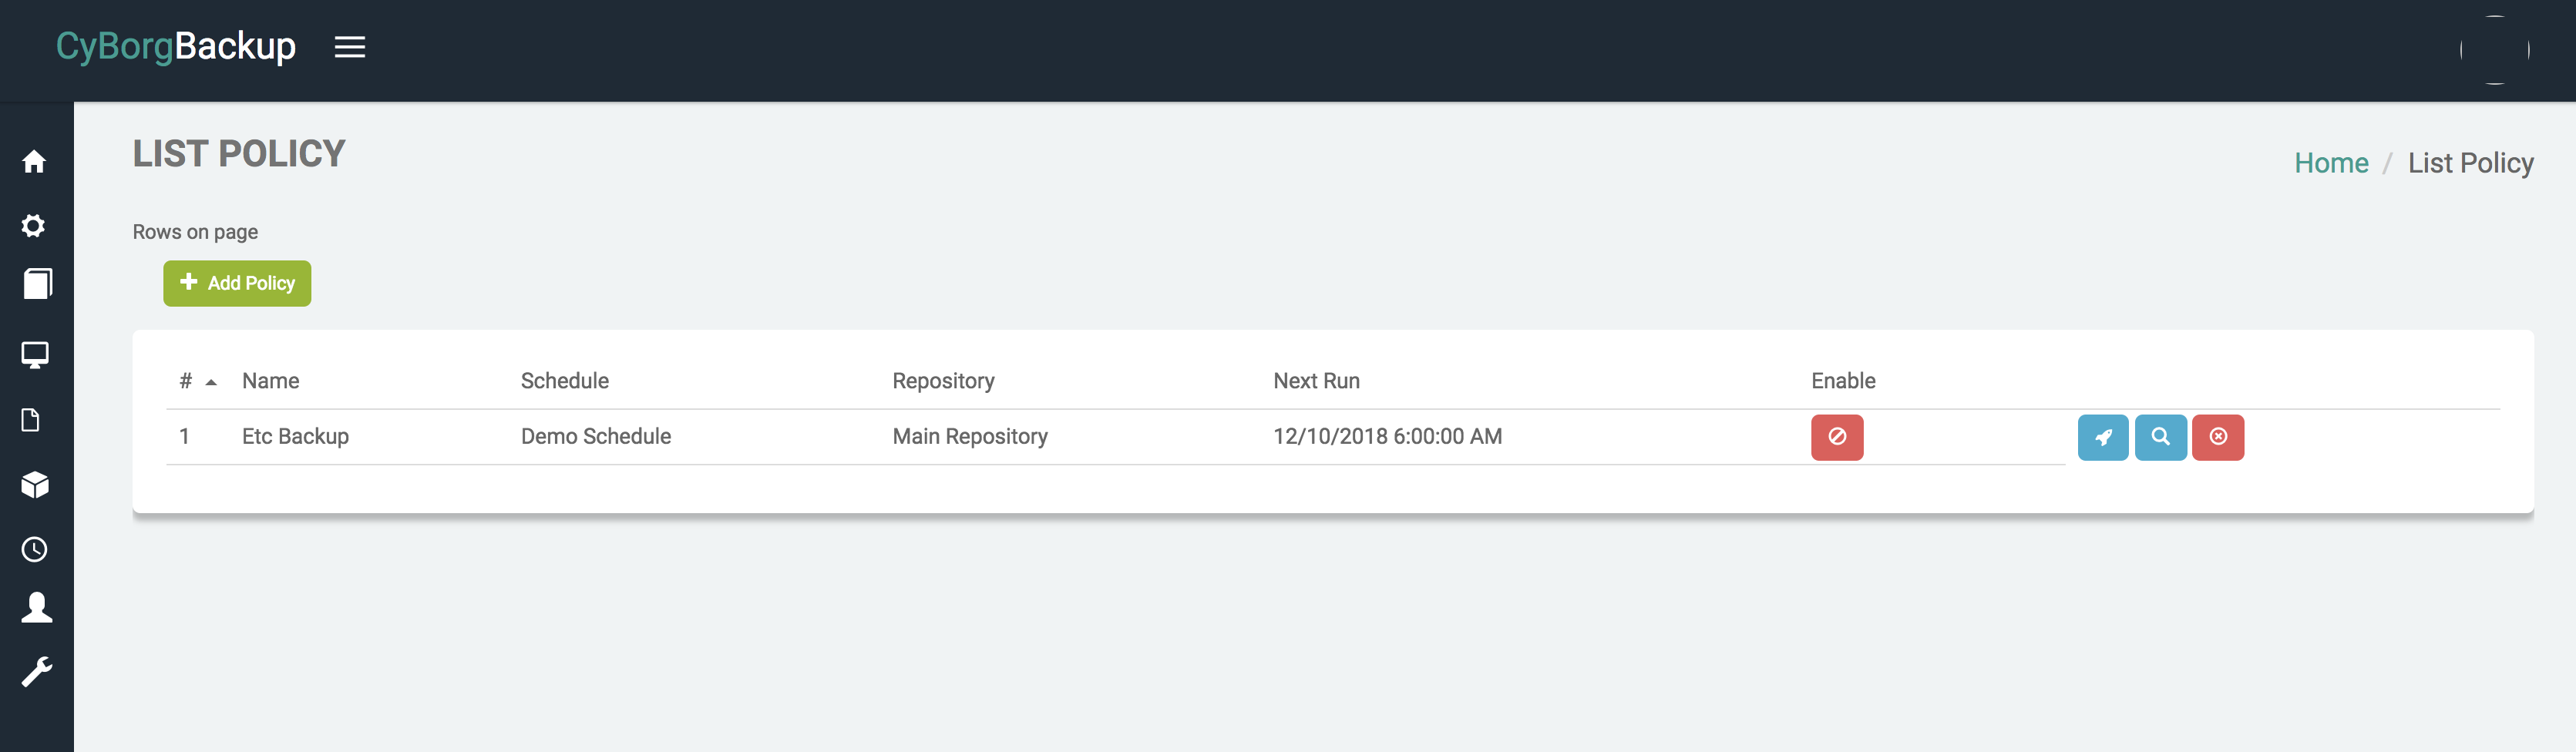 CyBorgBackup
LIST POLICY
Home / List Policy
Rows on page
Add Policy
# Name Schedule Repository Next Run Enable
1 Etc Backup Demo Schedule Main Repository 12/10/2018 6:00:00 AM